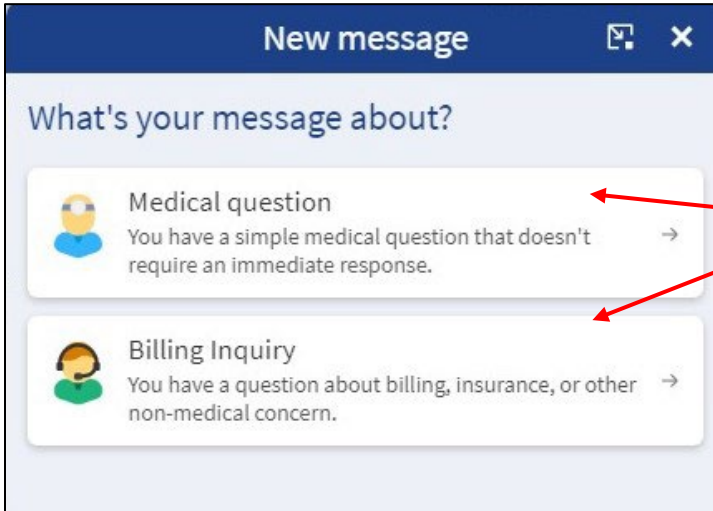 New message
What's your message about?
Medical question
You have a simple medical question that doesn't
require an immediate response.
Billing Inquiry
You have a question about billing, insurance, or other
non-medical concern.